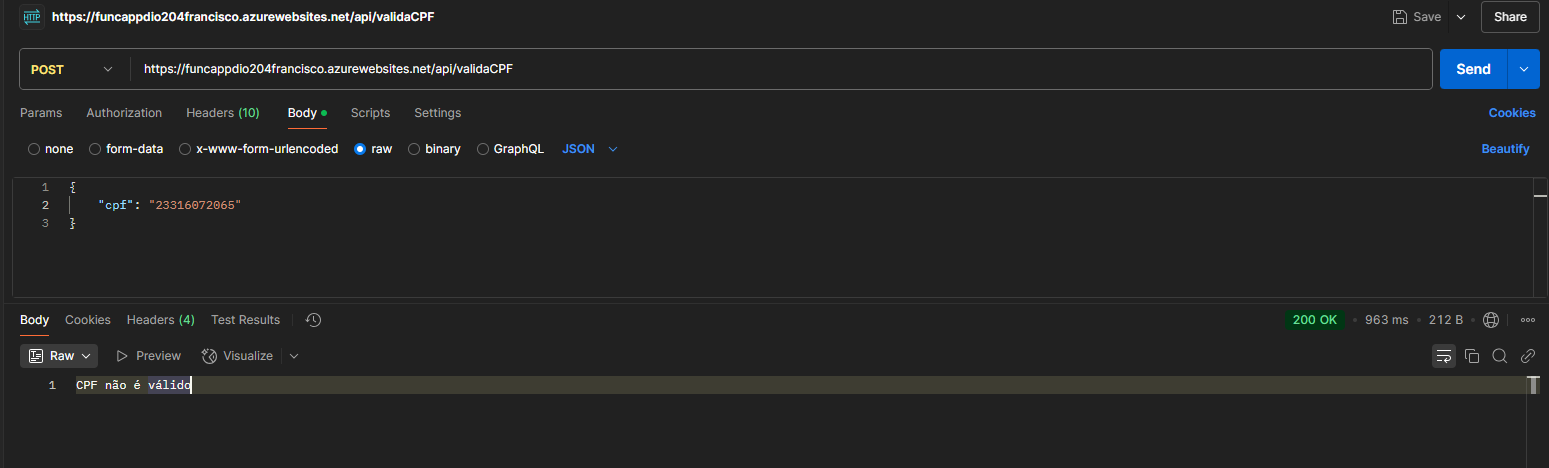 HTTP https://funcappdio204francisco.azurewebsites.net/api/validaCPF Save Share
POST https://funcappdio204francisco.azurewebsites.net/api/validaCPF Send
Params Authorization Headers (10) Body Scripts Settings Cookies
none form-data x-www-form-urlencoded raw binary GraphQL JSON Beautify
1 {
2 "cpf": "23316072065"
3 }
Body Cookies Headers (4) Test Results 200 OK 963 ms 212 B
Raw Preview Visualize
1 CPF não é válido